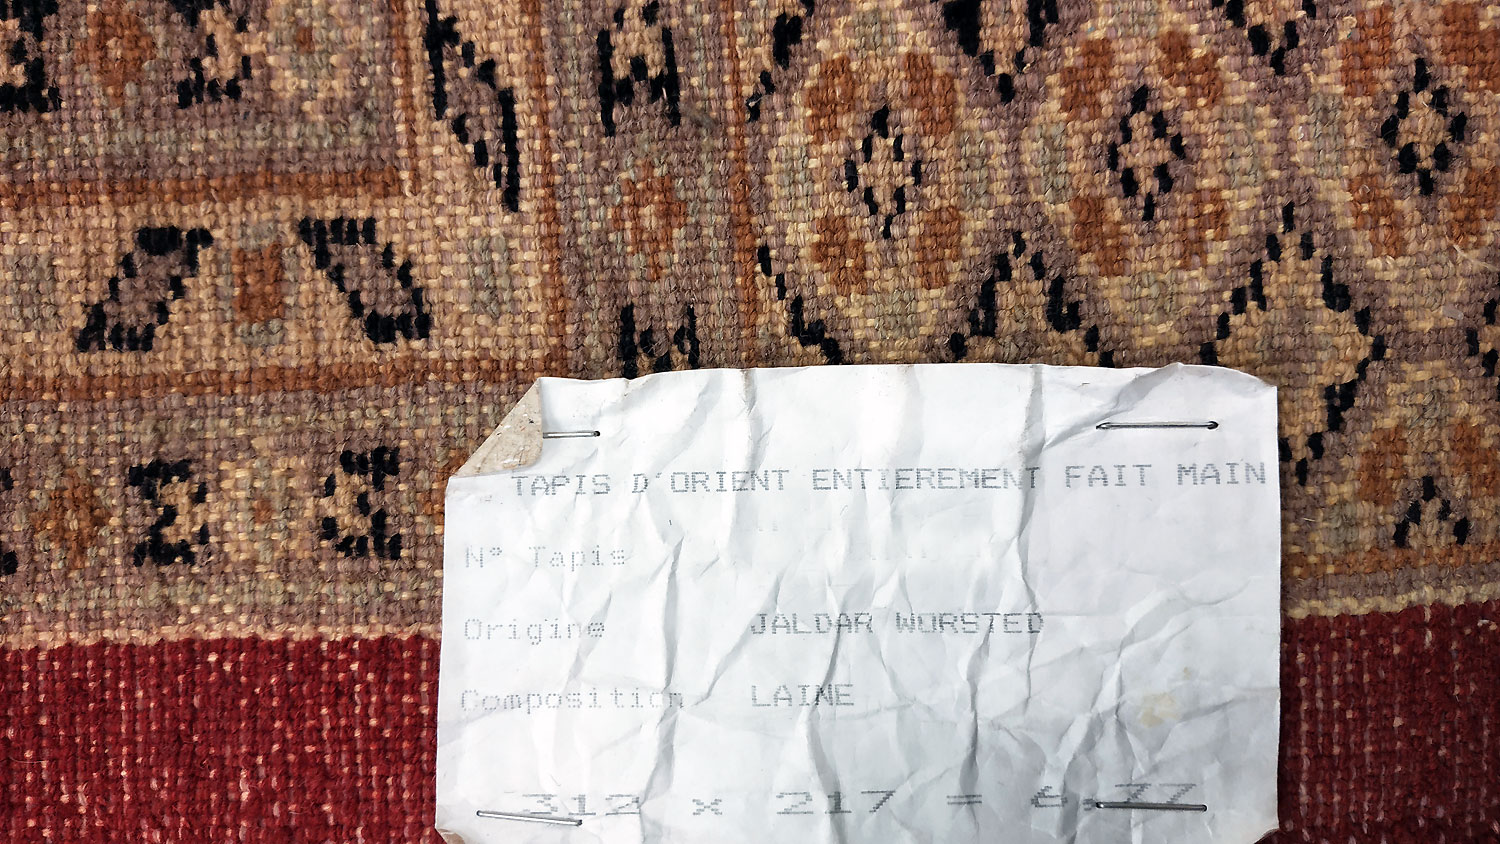 TAPIS D'ORIENT ENTIEREMENT FAIT MAIN
N° Tapis
Origine JALDAR WORSTED
Composition LAINE
312 x 217 = 6.77